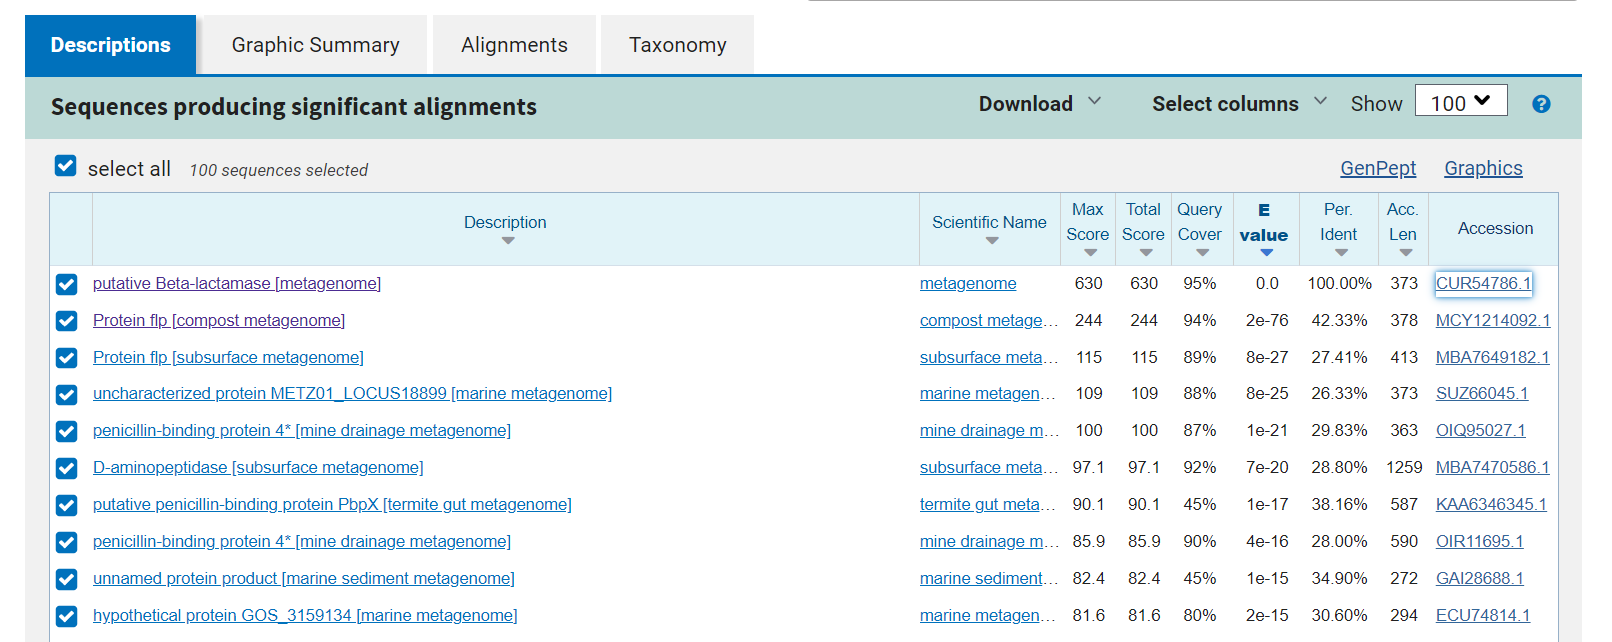 Descriptions Graphic Summary Alignments Taxonomy
Sequences producing significant alignments Download Select columns Show 100 ?
select all 100 sequences selected GenPept Graphics
Description Scientific Name Max Score Total Score Query Cover E value Per. Ident Acc. Len Accession
putative Beta-lactamase [metagenome] metagenome 630 630 95% 0.0 100.00% 373 CUR54786.1
Protein flp [compost metagenome] compost metage... 244 244 94% 2e-76 42.33% 378 MCY1214092.1
Protein flp [subsurface metagenome] subsurface meta... 115 115 89% 8e-27 27.41% 413 MBA7649182.1
uncharacterized protein METZ01_LOCUS18899 [marine metagenome] marine metagen... 109 109 88% 8e-25 26.33% 373 SUZ66045.1
penicillin-binding protein 4* [mine drainage metagenome] mine drainage m... 100 100 87% 1e-21 29.83% 363 OIQ95027.1
D-aminopeptidase [subsurface metagenome] subsurface meta... 97.1 97.1 92% 7e-20 28.80% 1259 MBA7470586.1
putative penicillin-binding protein PbpX [termite gut metagenome] termite gut meta... 90.1 90.1 45% 1e-17 38.16% 587 KAA6346345.1
penicillin-binding protein 4* [mine drainage metagenome] mine drainage m... 85.9 85.9 90% 4e-16 28.00% 590 OIR11695.1
unnamed protein product [marine sediment metagenome] marine sediment... 82.4 82.4 45% 1e-15 34.90% 272 GAI28688.1
hypothetical protein GOS_3159134 [marine metagenome] marine metagen... 81.6 81.6 80% 2e-15 30.60% 294 ECU74814.1